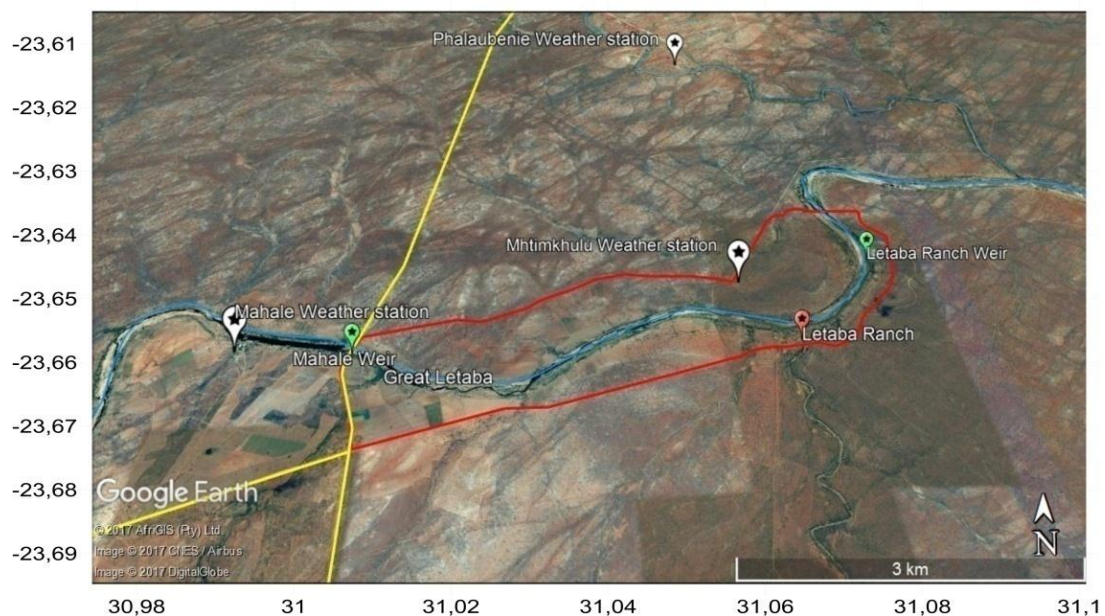 -23,61
Phalaubenie Weather station
-23,62
-23,63
-23,64
Mhtimkhulu Weather station
Letaba Ranch Weir
-23,65
Mahale Weather station
Letaba Ranch
-23,66
Mahale Weir
Great Letaba
-23,67
-23,68
Google Earth
© 2017 AfriGIS (Pty) Ltd.
Image © 2017 CNES / Airbus
Image © 2017 DigitalGlobe
-23,69
N
3 km
30,98 31 31,02 31,04 31,06 31,08 31,1